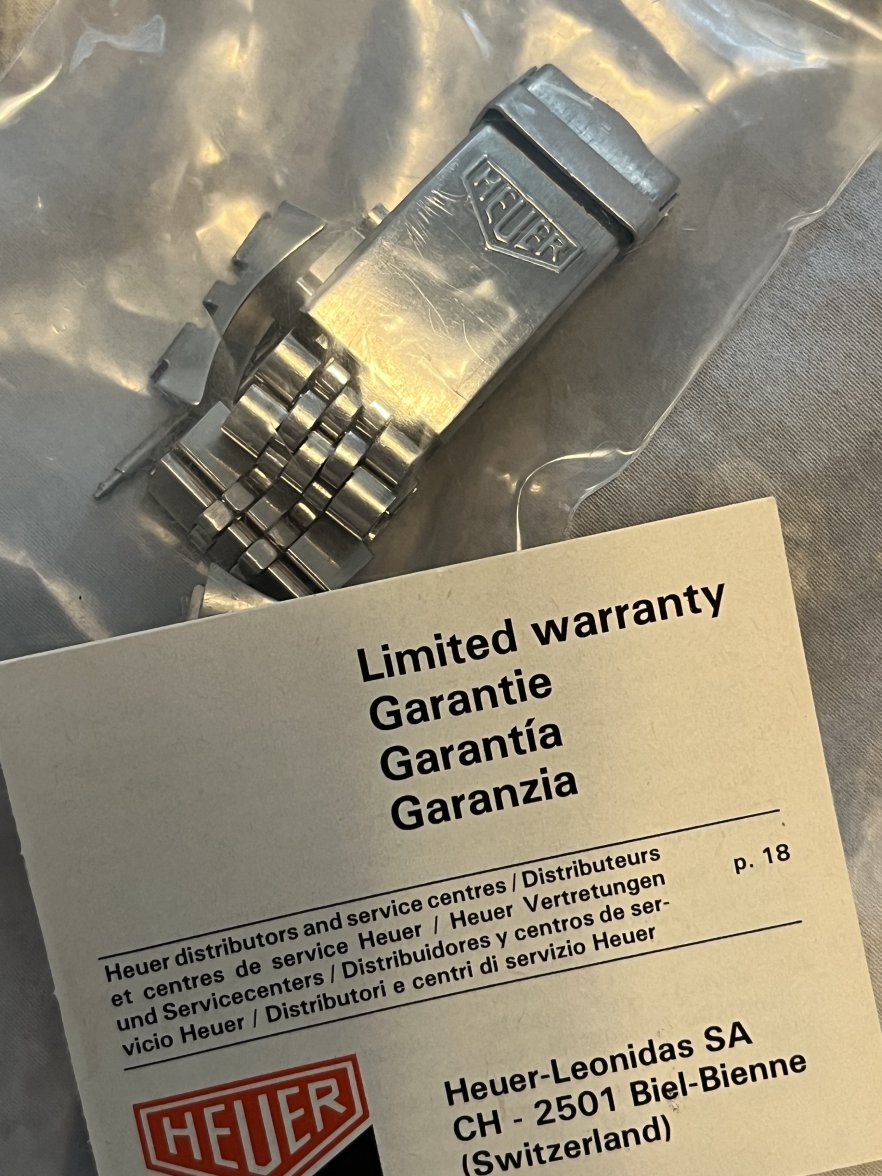 HEUER
Limited warranty
Garantie
Garantía
Garanzia
Heuer distributors and service centres / Distributeurs
et centres de service Heuer / Heuer Vertretungen
und Servicecenters / Distribuidores y centros de ser-
vicio Heuer / Distributori e centri di servizio Heuer
p. 18
HEUER
Heuer-Leonidas SA
CH - 2501 Biel-Bienne
(Switzerland)